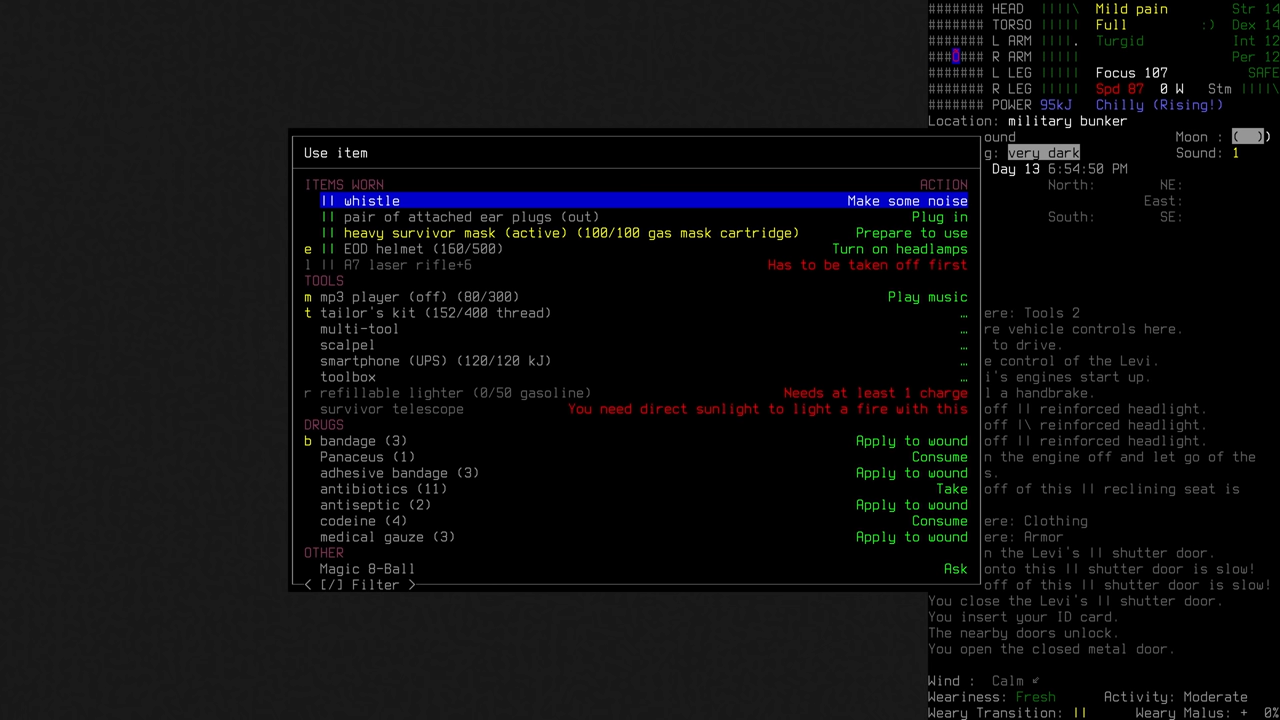 ####### HEAD ||||\ Mild pain Str 14
####### TORSO ||||| Full :) Dex 14
####### L ARM ||||. Turgid Int 12
###0### R ARM ||||| Per 12
####### L LEG ||||| Focus 107 SAFE
####### R LEG ||||| Spd 87 0 W Stm ||||\
####### POWER 95kJ Chilly (Rising!)
Location: military bunker
ound Moon : (  ))
g: very dark Sound: 1
Day 13 6:54:50 PM
North: NE:
East:
South: SE:
Use item
ITEMS WORN ACTION
|| whistle Make some noise
|| pair of attached ear plugs (out) Plug in
|| heavy survivor mask (active) (100/100 gas mask cartridge) Prepare to use
e || EOD helmet (160/500) Turn on headlamps
l || A7 laser rifle+6 Has to be taken off first
TOOLS
m mp3 player (off) (80/300) Play music
t tailor's kit (152/400 thread) …
multi-tool …
scalpel …
smartphone (UPS) (120/120 kJ) …
toolbox …
r refillable lighter (0/50 gasoline) Needs at least 1 charge
survivor telescope You need direct sunlight to light a fire with this
DRUGS
b bandage (3) Apply to wound
Panaceus (1) Consume
adhesive bandage (3) Apply to wound
antibiotics (11) Take
antiseptic (2) Apply to wound
codeine (4) Consume
medical gauze (3) Apply to wound
OTHER
Magic 8-Ball Ask
< [/] Filter >
ere: Tools 2
re vehicle controls here.
to drive.
e control of the Levi.
i's engines start up.
l a handbrake.
off || reinforced headlight.
off |\ reinforced headlight.
off || reinforced headlight.
n the engine off and let go of the
s.
off of this || reclining seat is
ere: Clothing
ere: Armor
n the Levi's || shutter door.
onto this || shutter door is slow!
off of this || shutter door is slow!
You close the Levi's || shutter door.
You insert your ID card.
The nearby doors unlock.
You open the closed metal door.
Wind : Calm ↙
Weariness: Fresh Activity: Moderate
Weary Transition: || Weary Malus: + 0%